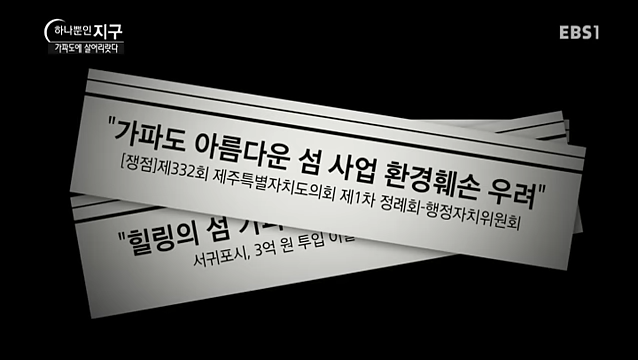 하나뿐인 지구
가파도에 살어리랏다
EBS1
"가파도 아름다운 섬 사업 환경훼손 우려"
[쟁점]제332회 제주특별자치도의회 제1차 정례회-행정자치위원회
"힐링의 섬
서귀포시, 3억 원 투입